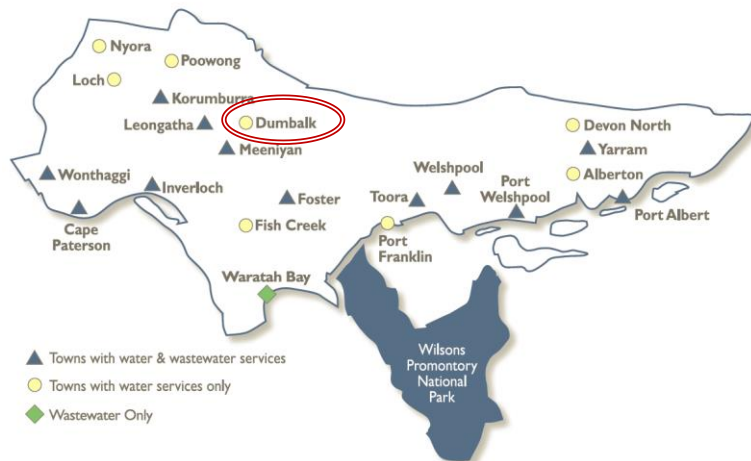 Nyora
Poowong
Loch
Korumburra
Leongatha
Dumbalk
Devon North
Meeniyan
Yarram
Wonthaggi
Inverloch
Welshpool
Alberton
Foster
Toora
Port
Welshpool
Port Albert
Cape
Paterson
Fish Creek
Port
Franklin
Waratah Bay
Wilsons
Promontory
National
Park
Towns with water & wastewater services
Towns with water services only
Wastewater Only